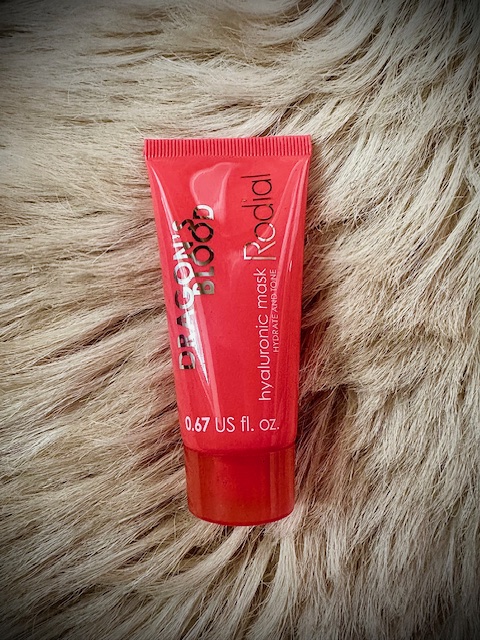 DRAGON'S
BLOOD
Rodial
hyaluronic mask
HYDRATE AND TONE
0.67 US fl. oz.